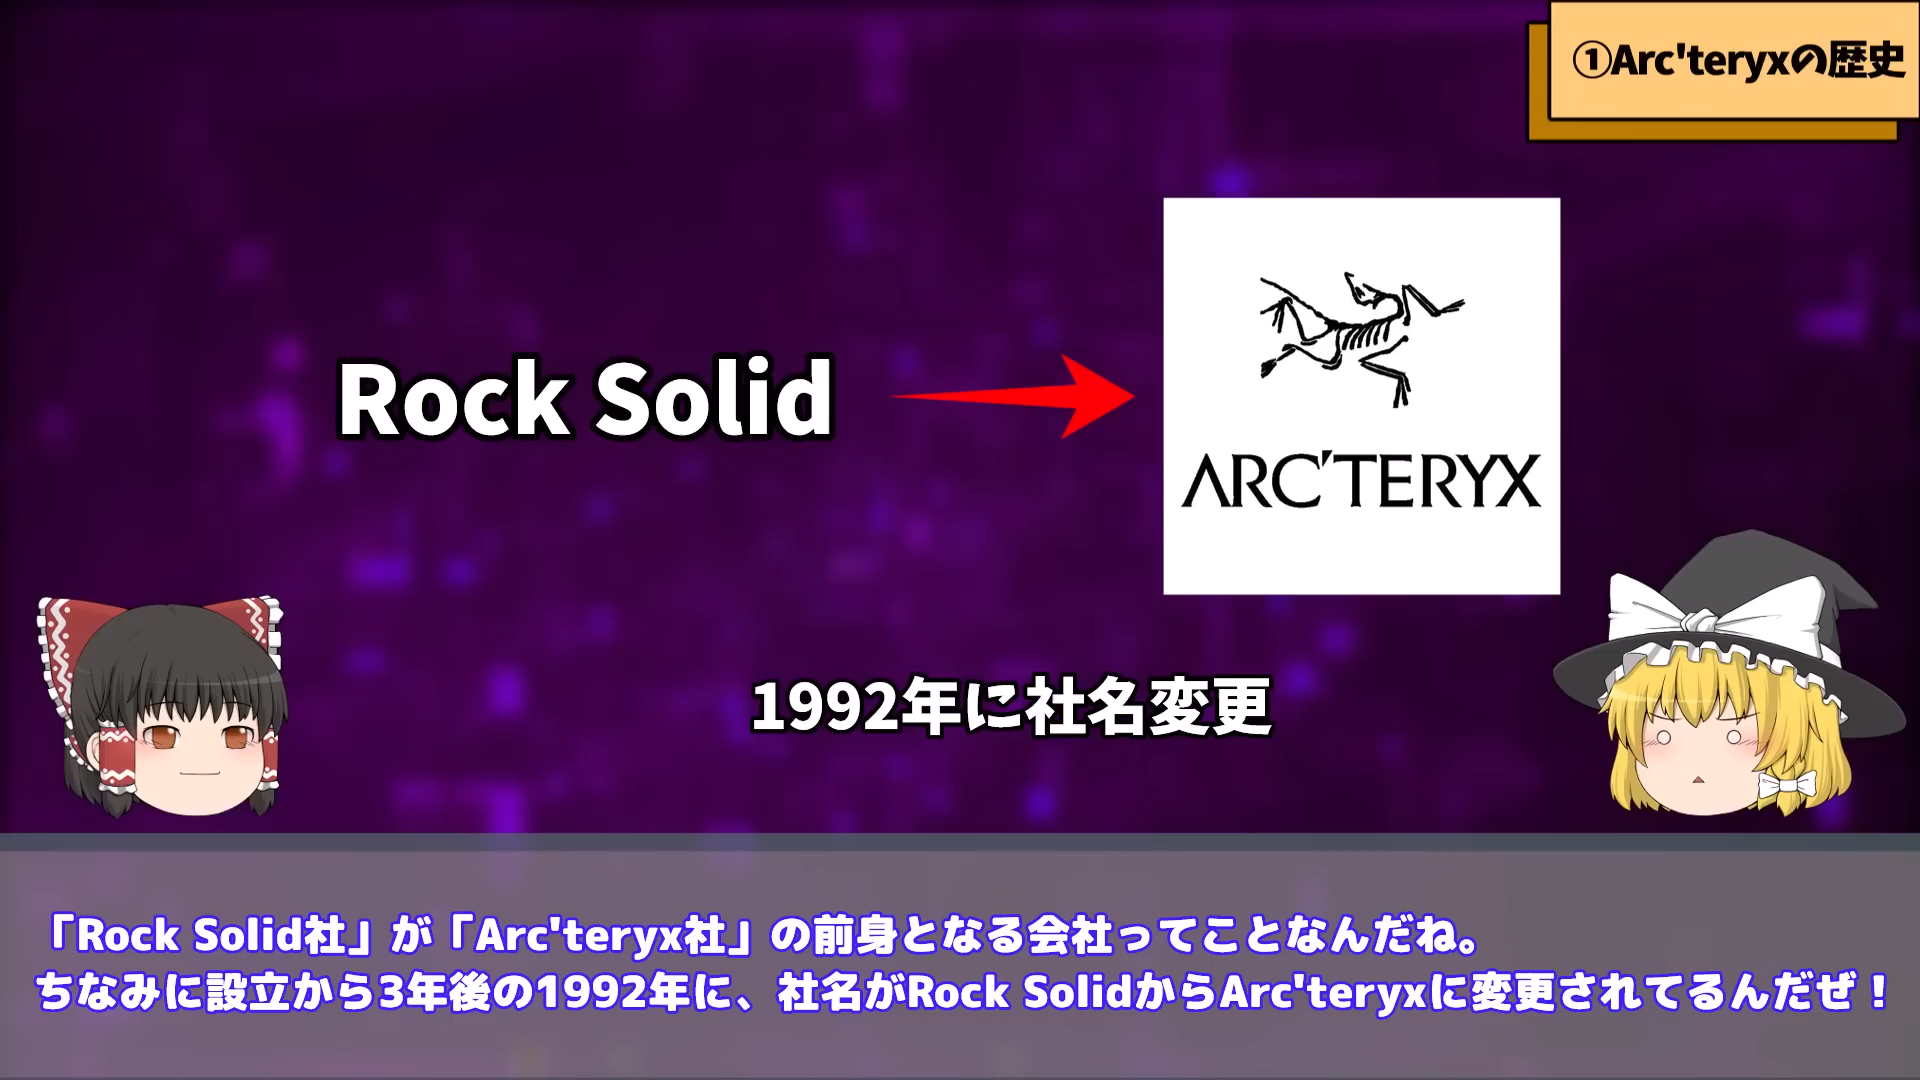 ①Arc'teryxの歴史
Rock Solid
ARC'TERYX
1992年に社名変更
「Rock Solid社」が「Arc'teryx社」の前身となる会社ってことなんだね。
ちなみに設立から3年後の1992年に、社名がRock SolidからArc'teryxに変更されてるんだぜ！